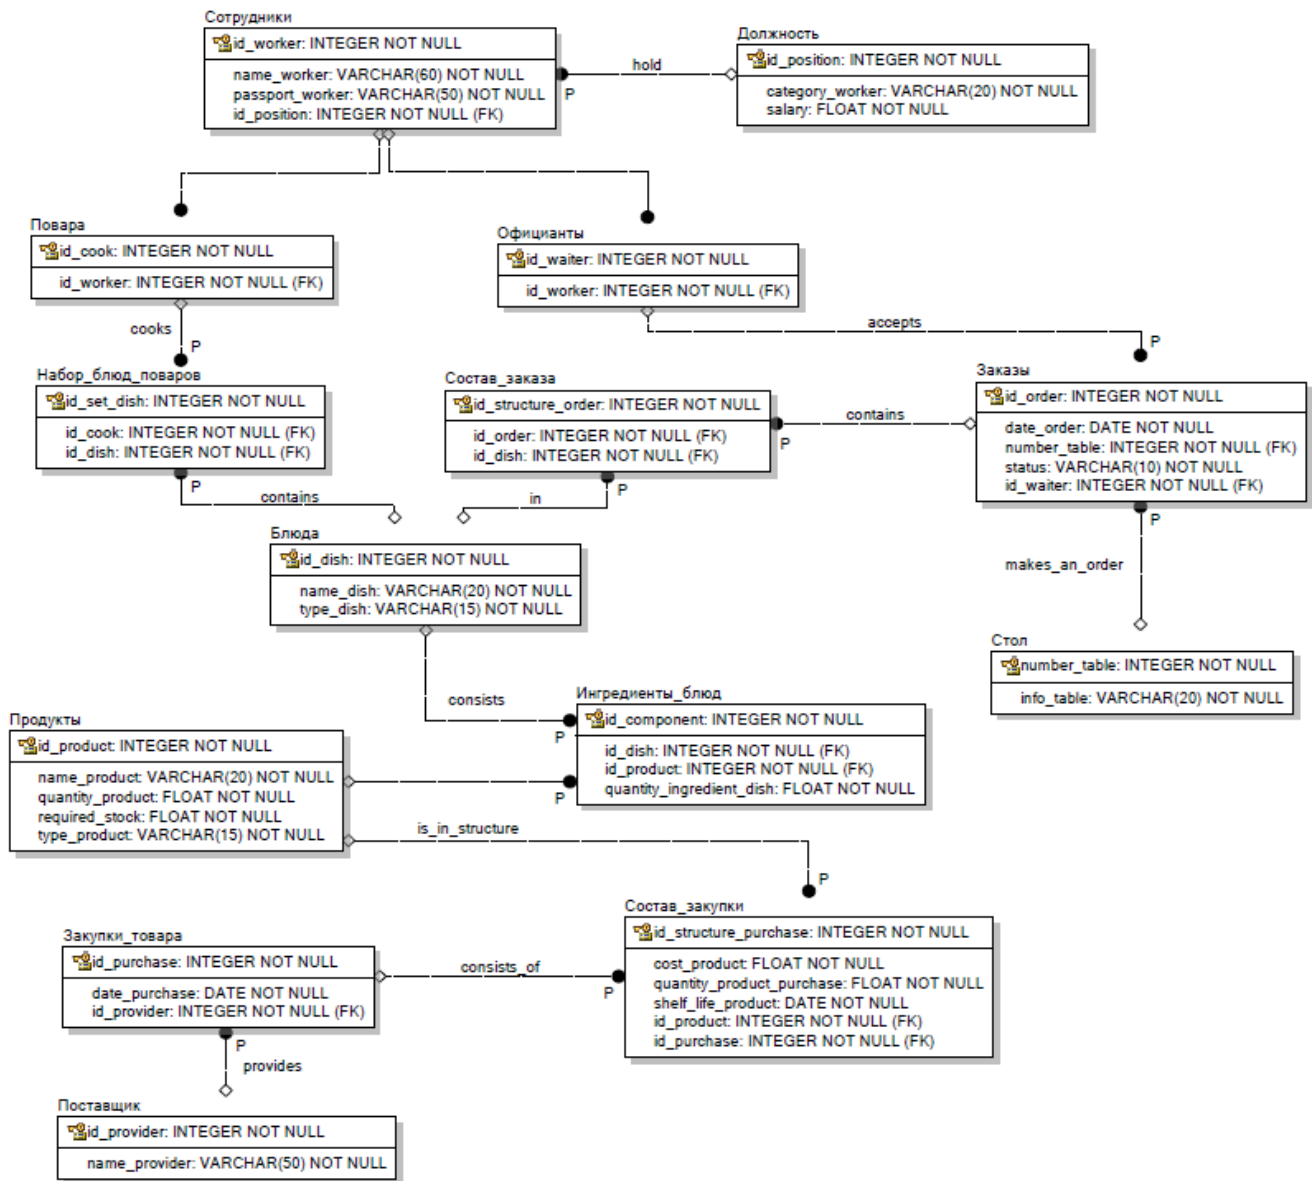 Сотрудники
id_worker: INTEGER NOT NULL
name_worker: VARCHAR(60) NOT NULL
passport_worker: VARCHAR(50) NOT NULL
id_position: INTEGER NOT NULL (FK)
hold
P
Должность
id_position: INTEGER NOT NULL
category_worker: VARCHAR(20) NOT NULL
salary: FLOAT NOT NULL
Повара
id_cook: INTEGER NOT NULL
id_worker: INTEGER NOT NULL (FK)
Официанты
id_waiter: INTEGER NOT NULL
id_worker: INTEGER NOT NULL (FK)
cooks
P
accepts
P
Набор_блюд_поваров
id_set_dish: INTEGER NOT NULL
id_cook: INTEGER NOT NULL (FK)
id_dish: INTEGER NOT NULL (FK)
P
contains
Состав_заказа
id_structure_order: INTEGER NOT NULL
id_order: INTEGER NOT NULL (FK)
id_dish: INTEGER NOT NULL (FK)
P
in
contains
P
Заказы
id_order: INTEGER NOT NULL
date_order: DATE NOT NULL
number_table: INTEGER NOT NULL (FK)
status: VARCHAR(10) NOT NULL
id_waiter: INTEGER NOT NULL (FK)
P
makes_an_order
Блюда
id_dish: INTEGER NOT NULL
name_dish: VARCHAR(20) NOT NULL
type_dish: VARCHAR(15) NOT NULL
Стол
number_table: INTEGER NOT NULL
info_table: VARCHAR(20) NOT NULL
consists
P
Ингредиенты_блюд
id_component: INTEGER NOT NULL
id_dish: INTEGER NOT NULL (FK)
id_product: INTEGER NOT NULL (FK)
quantity_ingredient_dish: FLOAT NOT NULL
P
Продукты
id_product: INTEGER NOT NULL
name_product: VARCHAR(20) NOT NULL
quantity_product: FLOAT NOT NULL
required_stock: FLOAT NOT NULL
type_product: VARCHAR(15) NOT NULL
is_in_structure
P
Состав_закупки
id_structure_purchase: INTEGER NOT NULL
cost_product: FLOAT NOT NULL
quantity_product_purchase: FLOAT NOT NULL
shelf_life_product: DATE NOT NULL
id_product: INTEGER NOT NULL (FK)
id_purchase: INTEGER NOT NULL (FK)
Закупки_товара
id_purchase: INTEGER NOT NULL
date_purchase: DATE NOT NULL
id_provider: INTEGER NOT NULL (FK)
consists_of
P
P
provides
Поставщик
id_provider: INTEGER NOT NULL
name_provider: VARCHAR(50) NOT NULL